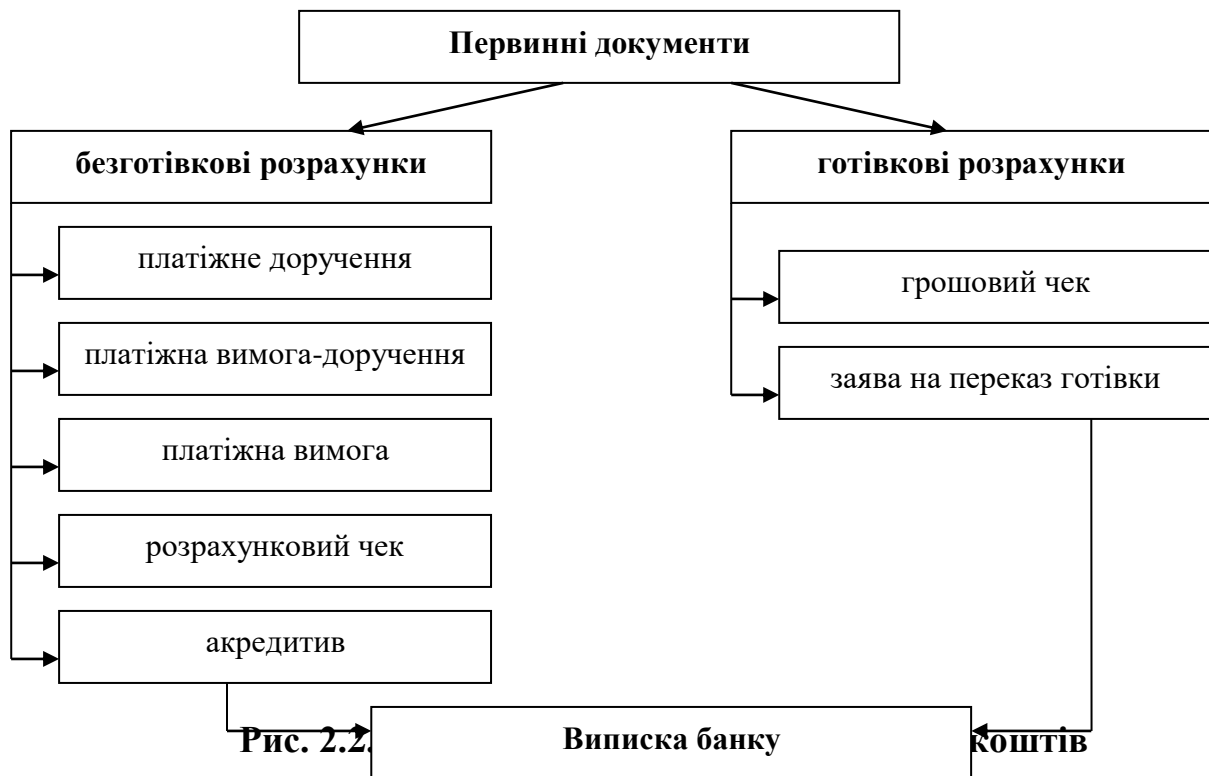 Первинні документи
безготівкові розрахунки
готівкові розрахунки
платіжне доручення
грошовий чек
платіжна вимога-доручення
заява на переказ готівки
платіжна вимога
розрахунковий чек
акредитив
Рис. 2.2. Виписка банку коштів